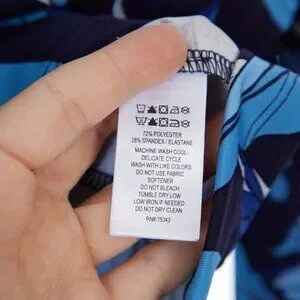 72% POLYESTER
28% SPANDEX / ELASTANE
MACHINE WASH COOL-
DELICATE CYCLE
WASH WITH LIKE COLORS
DO NOT USE FABRIC
SOFTENER
DO NOT BLEACH
TUMBLE DRY LOW
LOW IRON IF NEEDED
DO NOT DRY CLEAN
RN# 75343